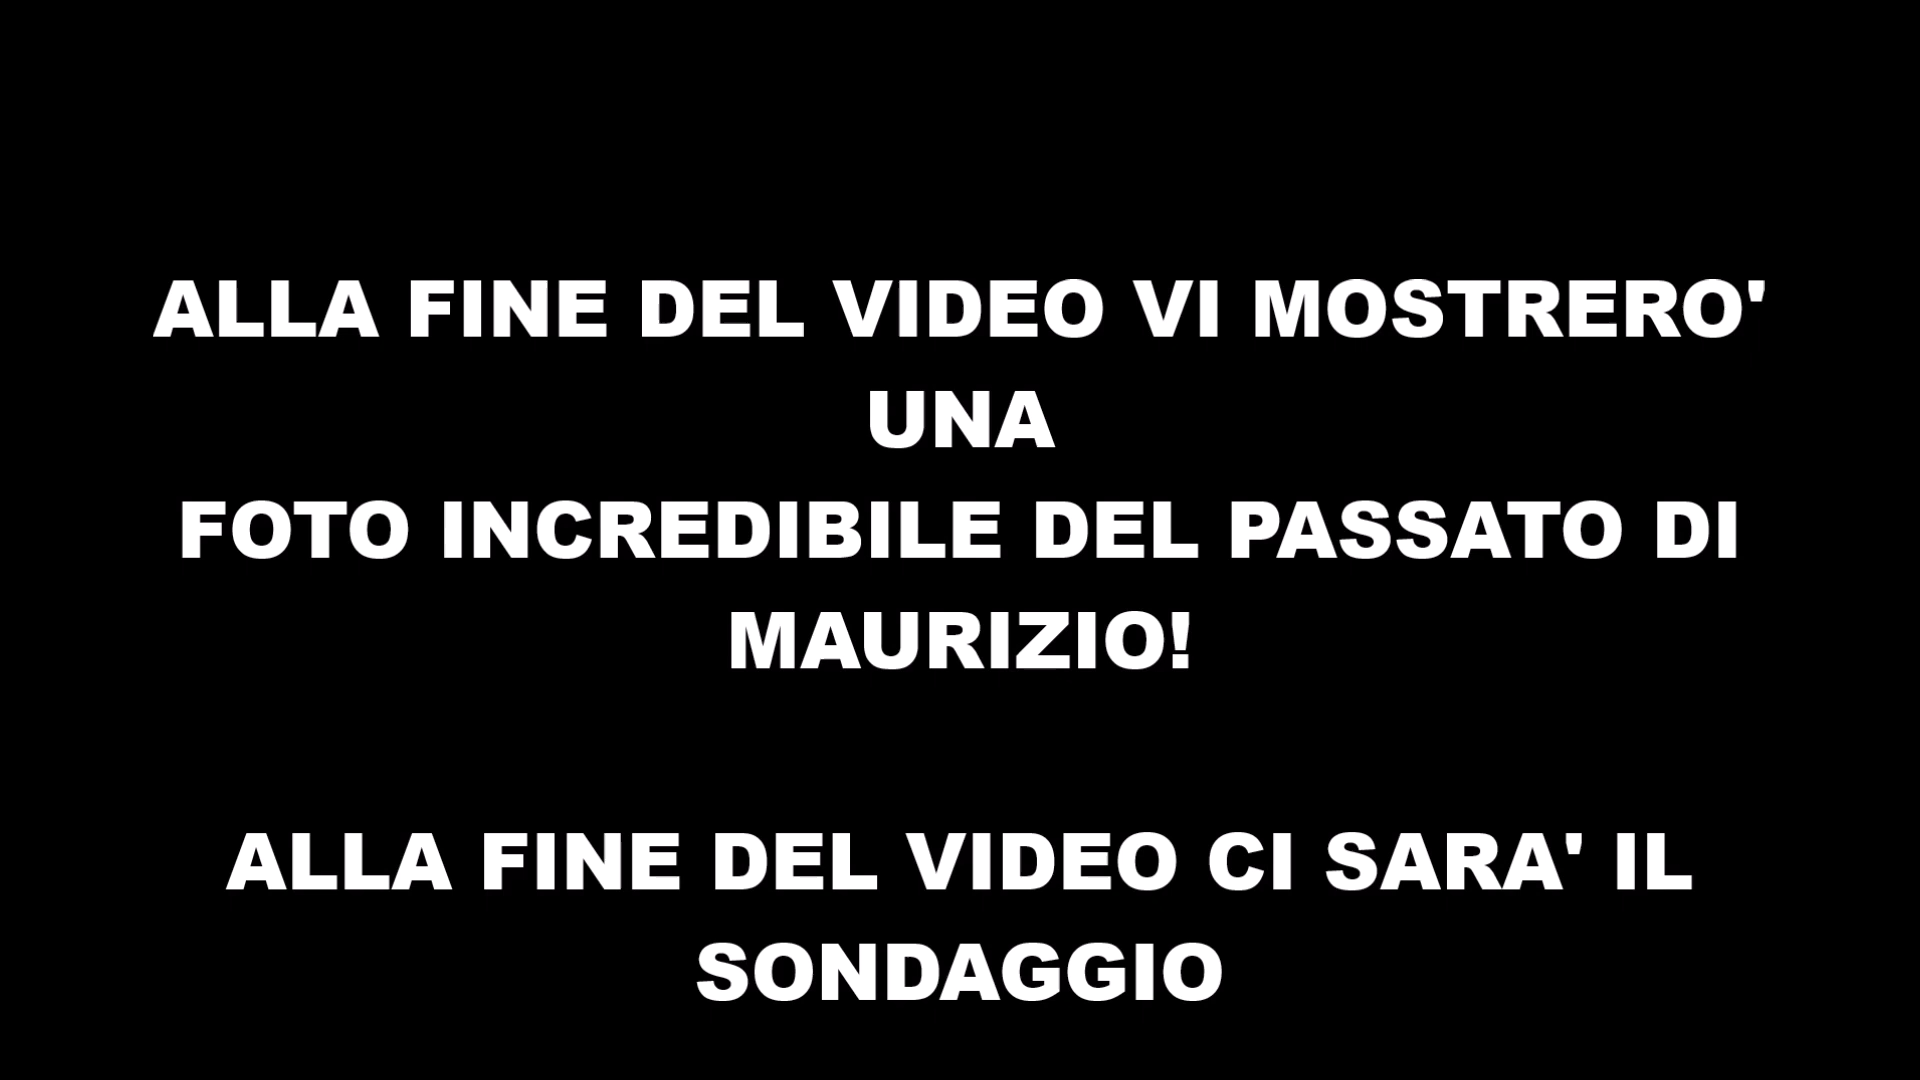 ALLA FINE DEL VIDEO VI MOSTRERO'
UNA
FOTO INCREDIBILE DEL PASSATO DI
MAURIZIO!
ALLA FINE DEL VIDEO CI SARA' IL
SONDAGGIO